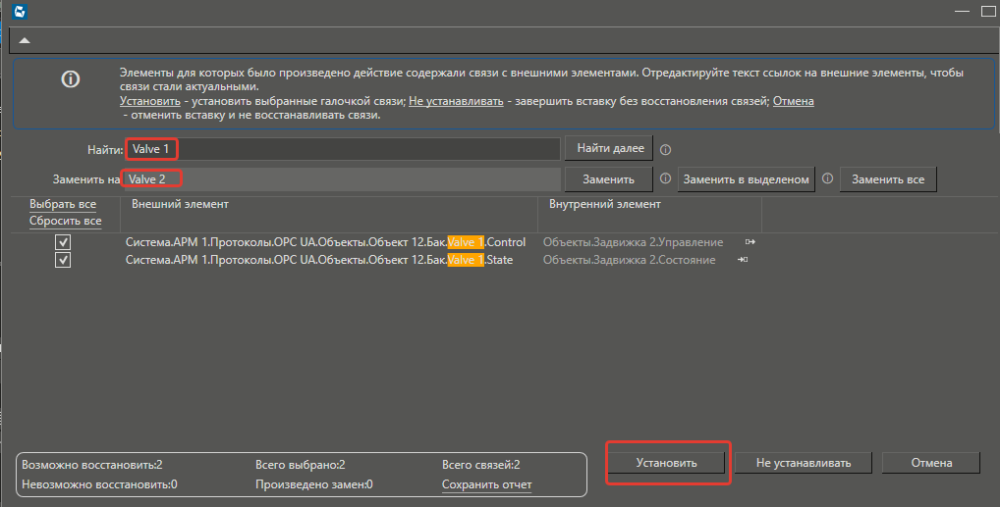 Элементы для которых было произведено действие содержали связи с внешними элементами. Отредактируйте текст ссылок на внешние элементы, чтобы
связи стали актуальными.
Установить - установить выбранные галочкой связи; Не устанавливать - завершить вставку без восстановления связей; Отмена
- отменить вставку и не восстанавливать связи.
Найти: Valve 1 Найти далее
Заменить на Valve 2 Заменить Заменить в выделеном Заменить все
Выбрать все Внешний элемент Внутренний элемент
Сбросить все
Система.АРМ 1.Протоколы.OPC UA.Объекты.Объект 12.Бак.Valve 1.Control Объекты.Задвижка 2.Управление
Система.АРМ 1.Протоколы.OPC UA.Объекты.Объект 12.Бак.Valve 1.State Объекты.Задвижка 2.Состояние
Возможно восстановить:2 Всего выбрано:2 Всего связей:2 Установить Не устанавливать Отмена
Невозможно восстановить:0 Произведено замен:0 Сохранить отчет